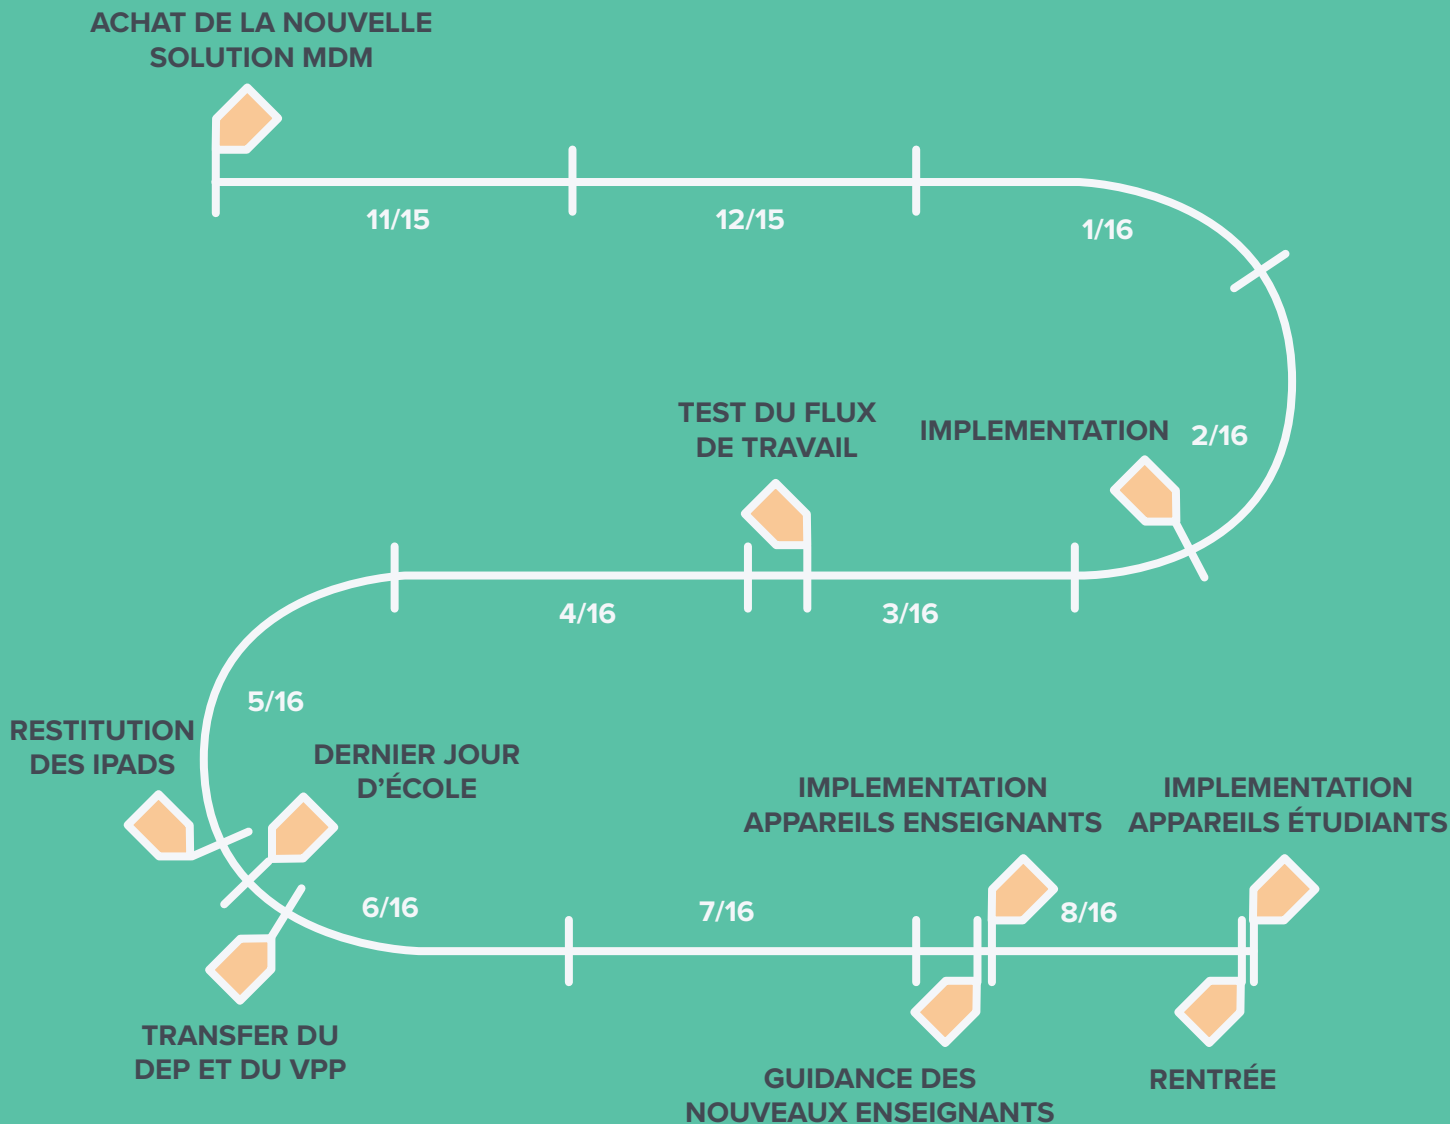 ACHAT DE LA NOUVELLE
SOLUTION MDM
11/15
12/15
1/16
2/16
IMPLEMENTATION
TEST DU FLUX
DE TRAVAIL
3/16
4/16
5/16
RESTITUTION
DES IPADS
DERNIER JOUR
D'ÉCOLE
TRANSFER DU
DEP ET DU VPP
6/16
7/16
GUIDANCE DES
NOUVEAUX ENSEIGNANTS
IMPLEMENTATION
APPAREILS ENSEIGNANTS
8/16
RENTRÉE
IMPLEMENTATION
APPAREILS ÉTUDIANTS